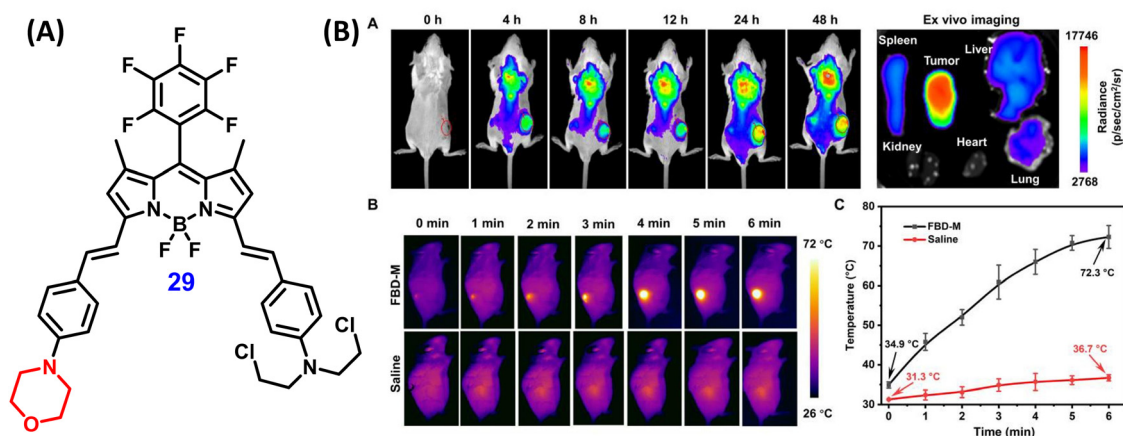 (A)
F
F
F
F
F
N
N
B
F
F
29
N
O
Cl
Cl
N
(B)
A
0 h
4 h
8 h
12 h
24 h
48 h
Ex vivo imaging
Spleen
Tumor
Liver
Kidney
Heart
Lung
17746
Radiance
(p/sec/cm²/sr)
2768
B
0 min
1 min
2 min
3 min
4 min
5 min
6 min
FBD-M
Saline
72 °C
26 °C
C
FBD-M
Saline
Temperature (°C)
80
70
60
50
40
30
34.9 °C
31.3 °C
72.3 °C
36.7 °C
0
1
2
3
4
5
6
Time (min)